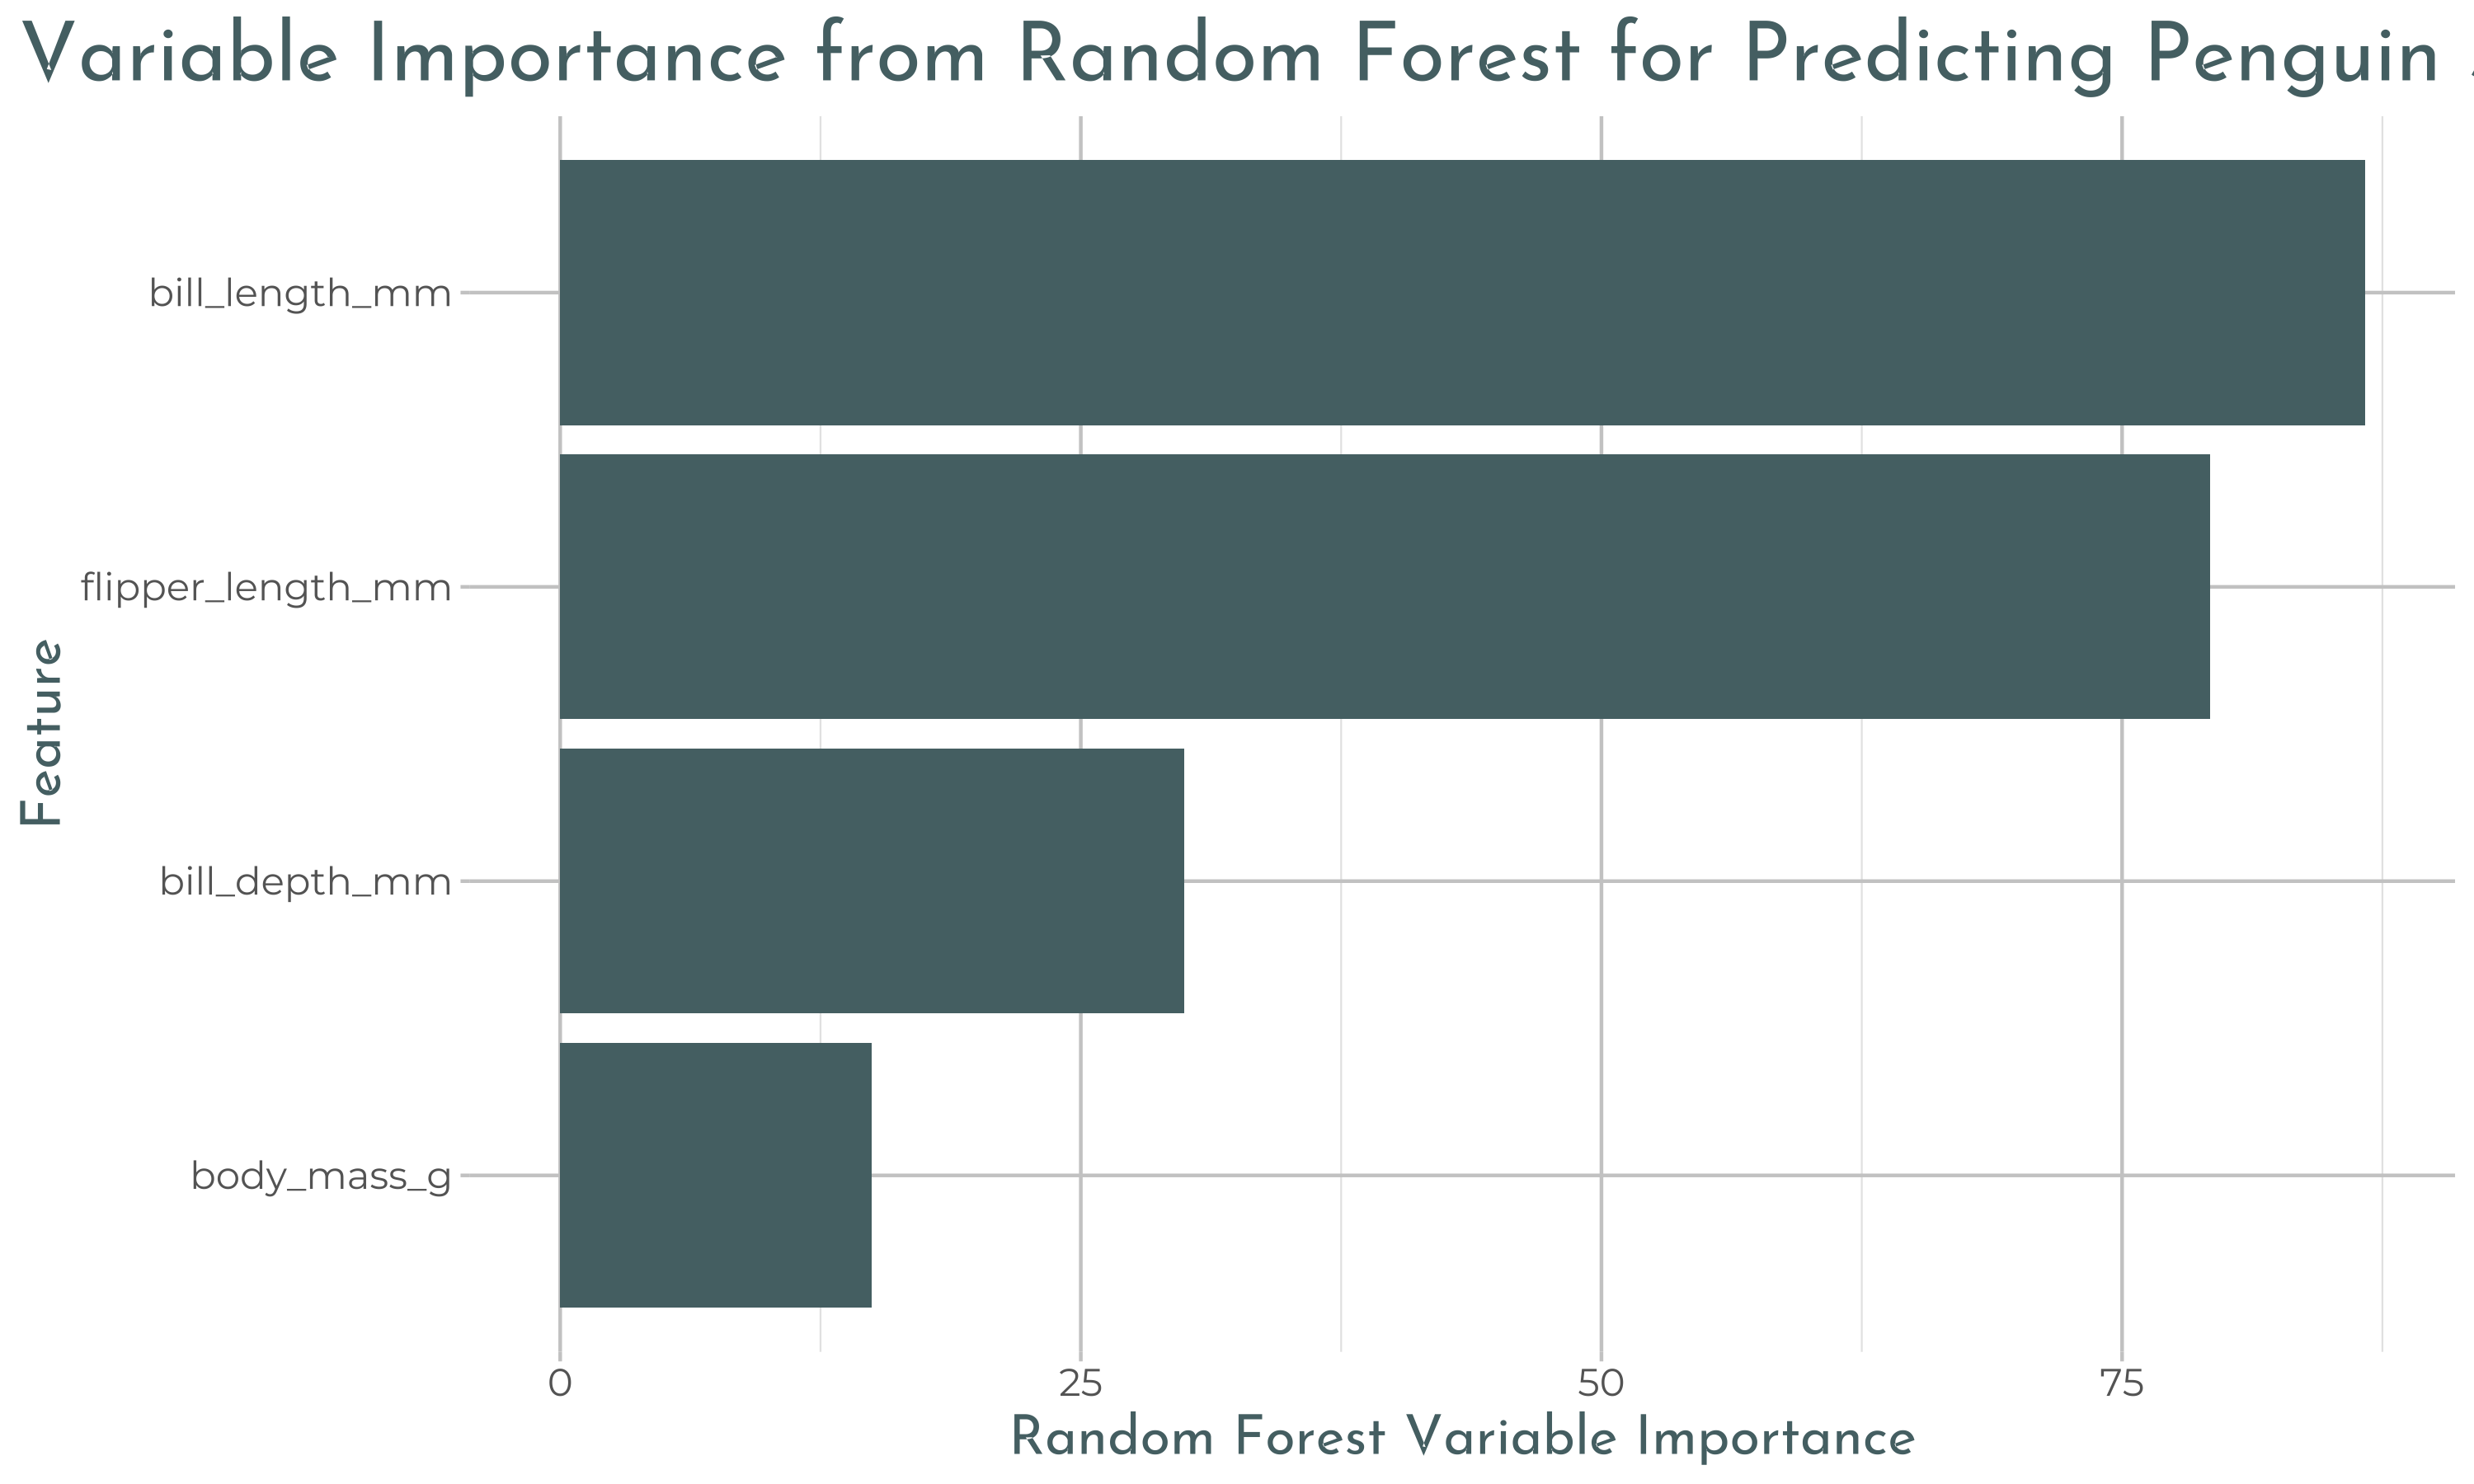 Variable Importance from Random Forest for Predicting Penguin
bill_length_mm
flipper_length_mm
bill_depth_mm
body_mass_g
Feature
0 25 50 75
Random Forest Variable Importance